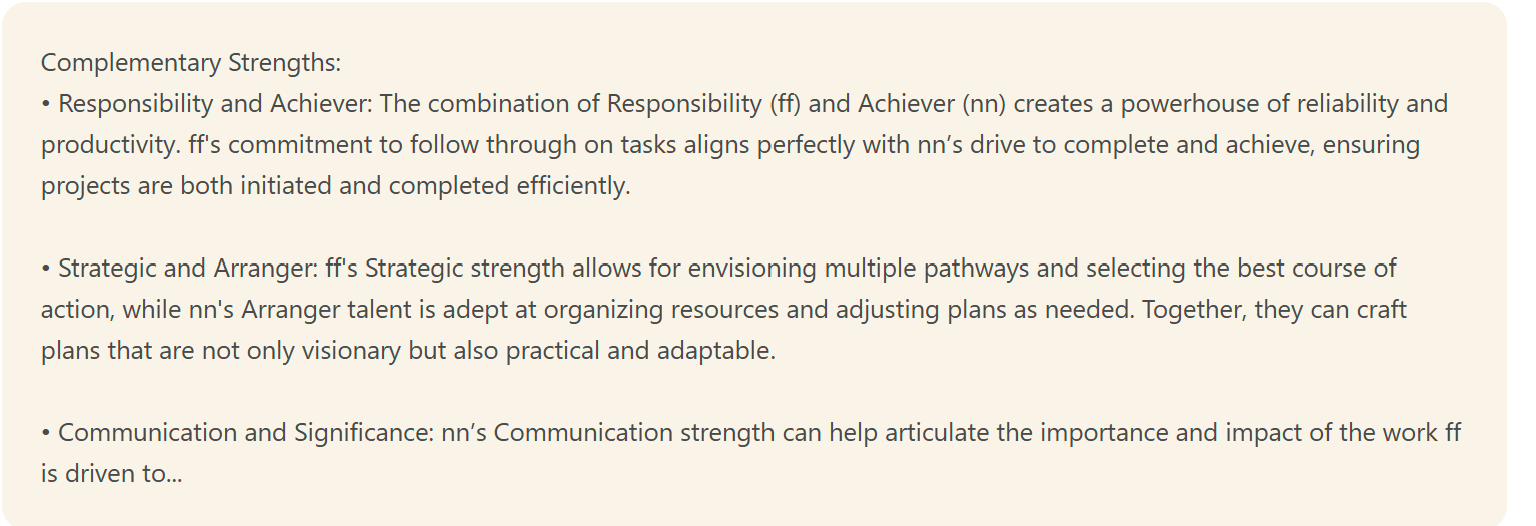 Complementary Strengths:
• Responsibility and Achiever: The combination of Responsibility (ff) and Achiever (nn) creates a powerhouse of reliability and
productivity. ff's commitment to follow through on tasks aligns perfectly with nn’s drive to complete and achieve, ensuring
projects are both initiated and completed efficiently.
• Strategic and Arranger: ff's Strategic strength allows for envisioning multiple pathways and selecting the best course of
action, while nn's Arranger talent is adept at organizing resources and adjusting plans as needed. Together, they can craft
plans that are not only visionary but also practical and adaptable.
• Communication and Significance: nn’s Communication strength can help articulate the importance and impact of the work ff
is driven to...